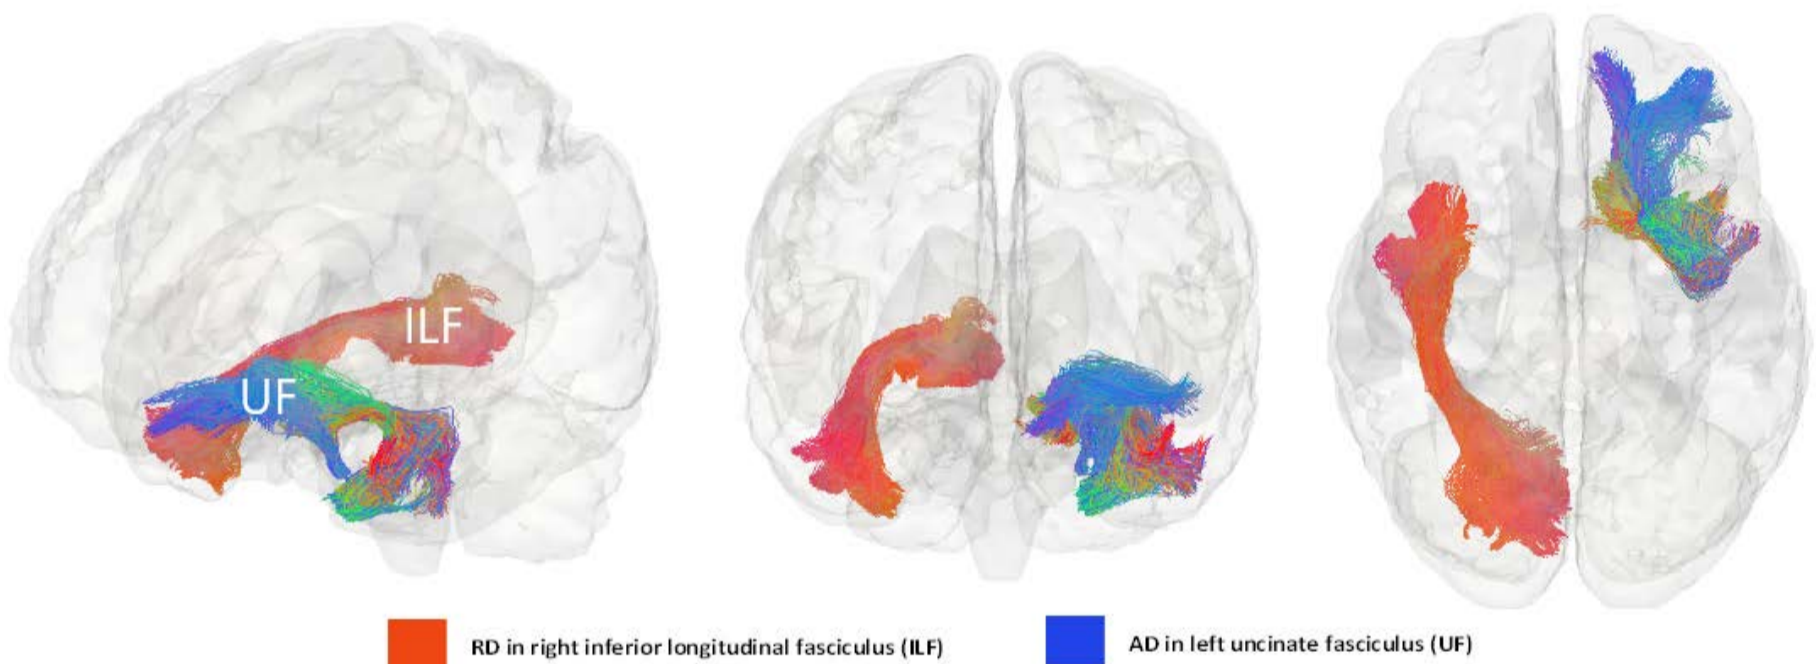 ILF
UF
RD in right inferior longitudinal fasciculus (ILF)
AD in left uncinate fasciculus (UF)